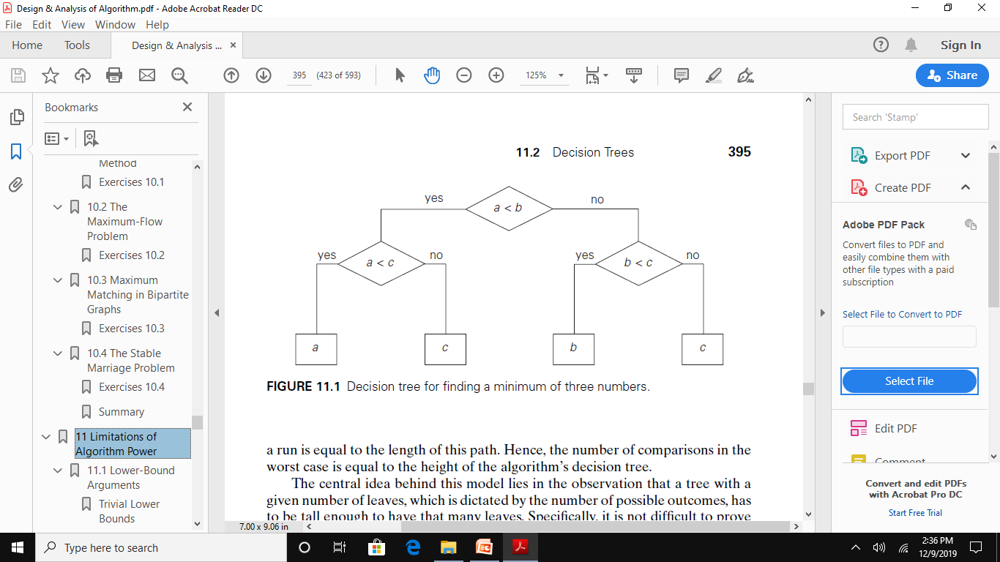 Design & Analysis of Algorithm.pdf - Adobe Acrobat Reader DC
File Edit View Window Help
Home Tools Design & Analysis ... ×
Sign In
395 (423 of 593)
125%
Share
Bookmarks
Method
Exercises 10.1
10.2 The
Maximum-Flow
Problem
Exercises 10.2
10.3 Maximum
Matching in Bipartite
Graphs
Exercises 10.3
10.4 The Stable
Marriage Problem
Exercises 10.4
Summary
11 Limitations of
Algorithm Power
11.1 Lower-Bound
Arguments
Trivial Lower
Bounds
11.2 Decision Trees 395
yes a < b no
yes a < c no yes b < c no
a c b c
FIGURE 11.1 Decision tree for finding a minimum of three numbers.
a run is equal to the length of this path. Hence, the number of comparisons in the
worst case is equal to the height of the algorithm's decision tree.
The central idea behind this model lies in the observation that a tree with a
given number of leaves, which is dictated by the number of possible outcomes, has
to be tall enough to have that many leaves. Specifically, it is not difficult to prove
7.00 x 9.06 in
Search 'Stamp'
Export PDF
Create PDF
Adobe PDF Pack
Convert files to PDF and
easily combine them with
other file types with a paid
subscription
Select File to Convert to PDF
Select File
Edit PDF
Comment
Convert and edit PDFs
with Acrobat Pro DC
Start Free Trial
Type here to search
2:36 PM
12/9/2019